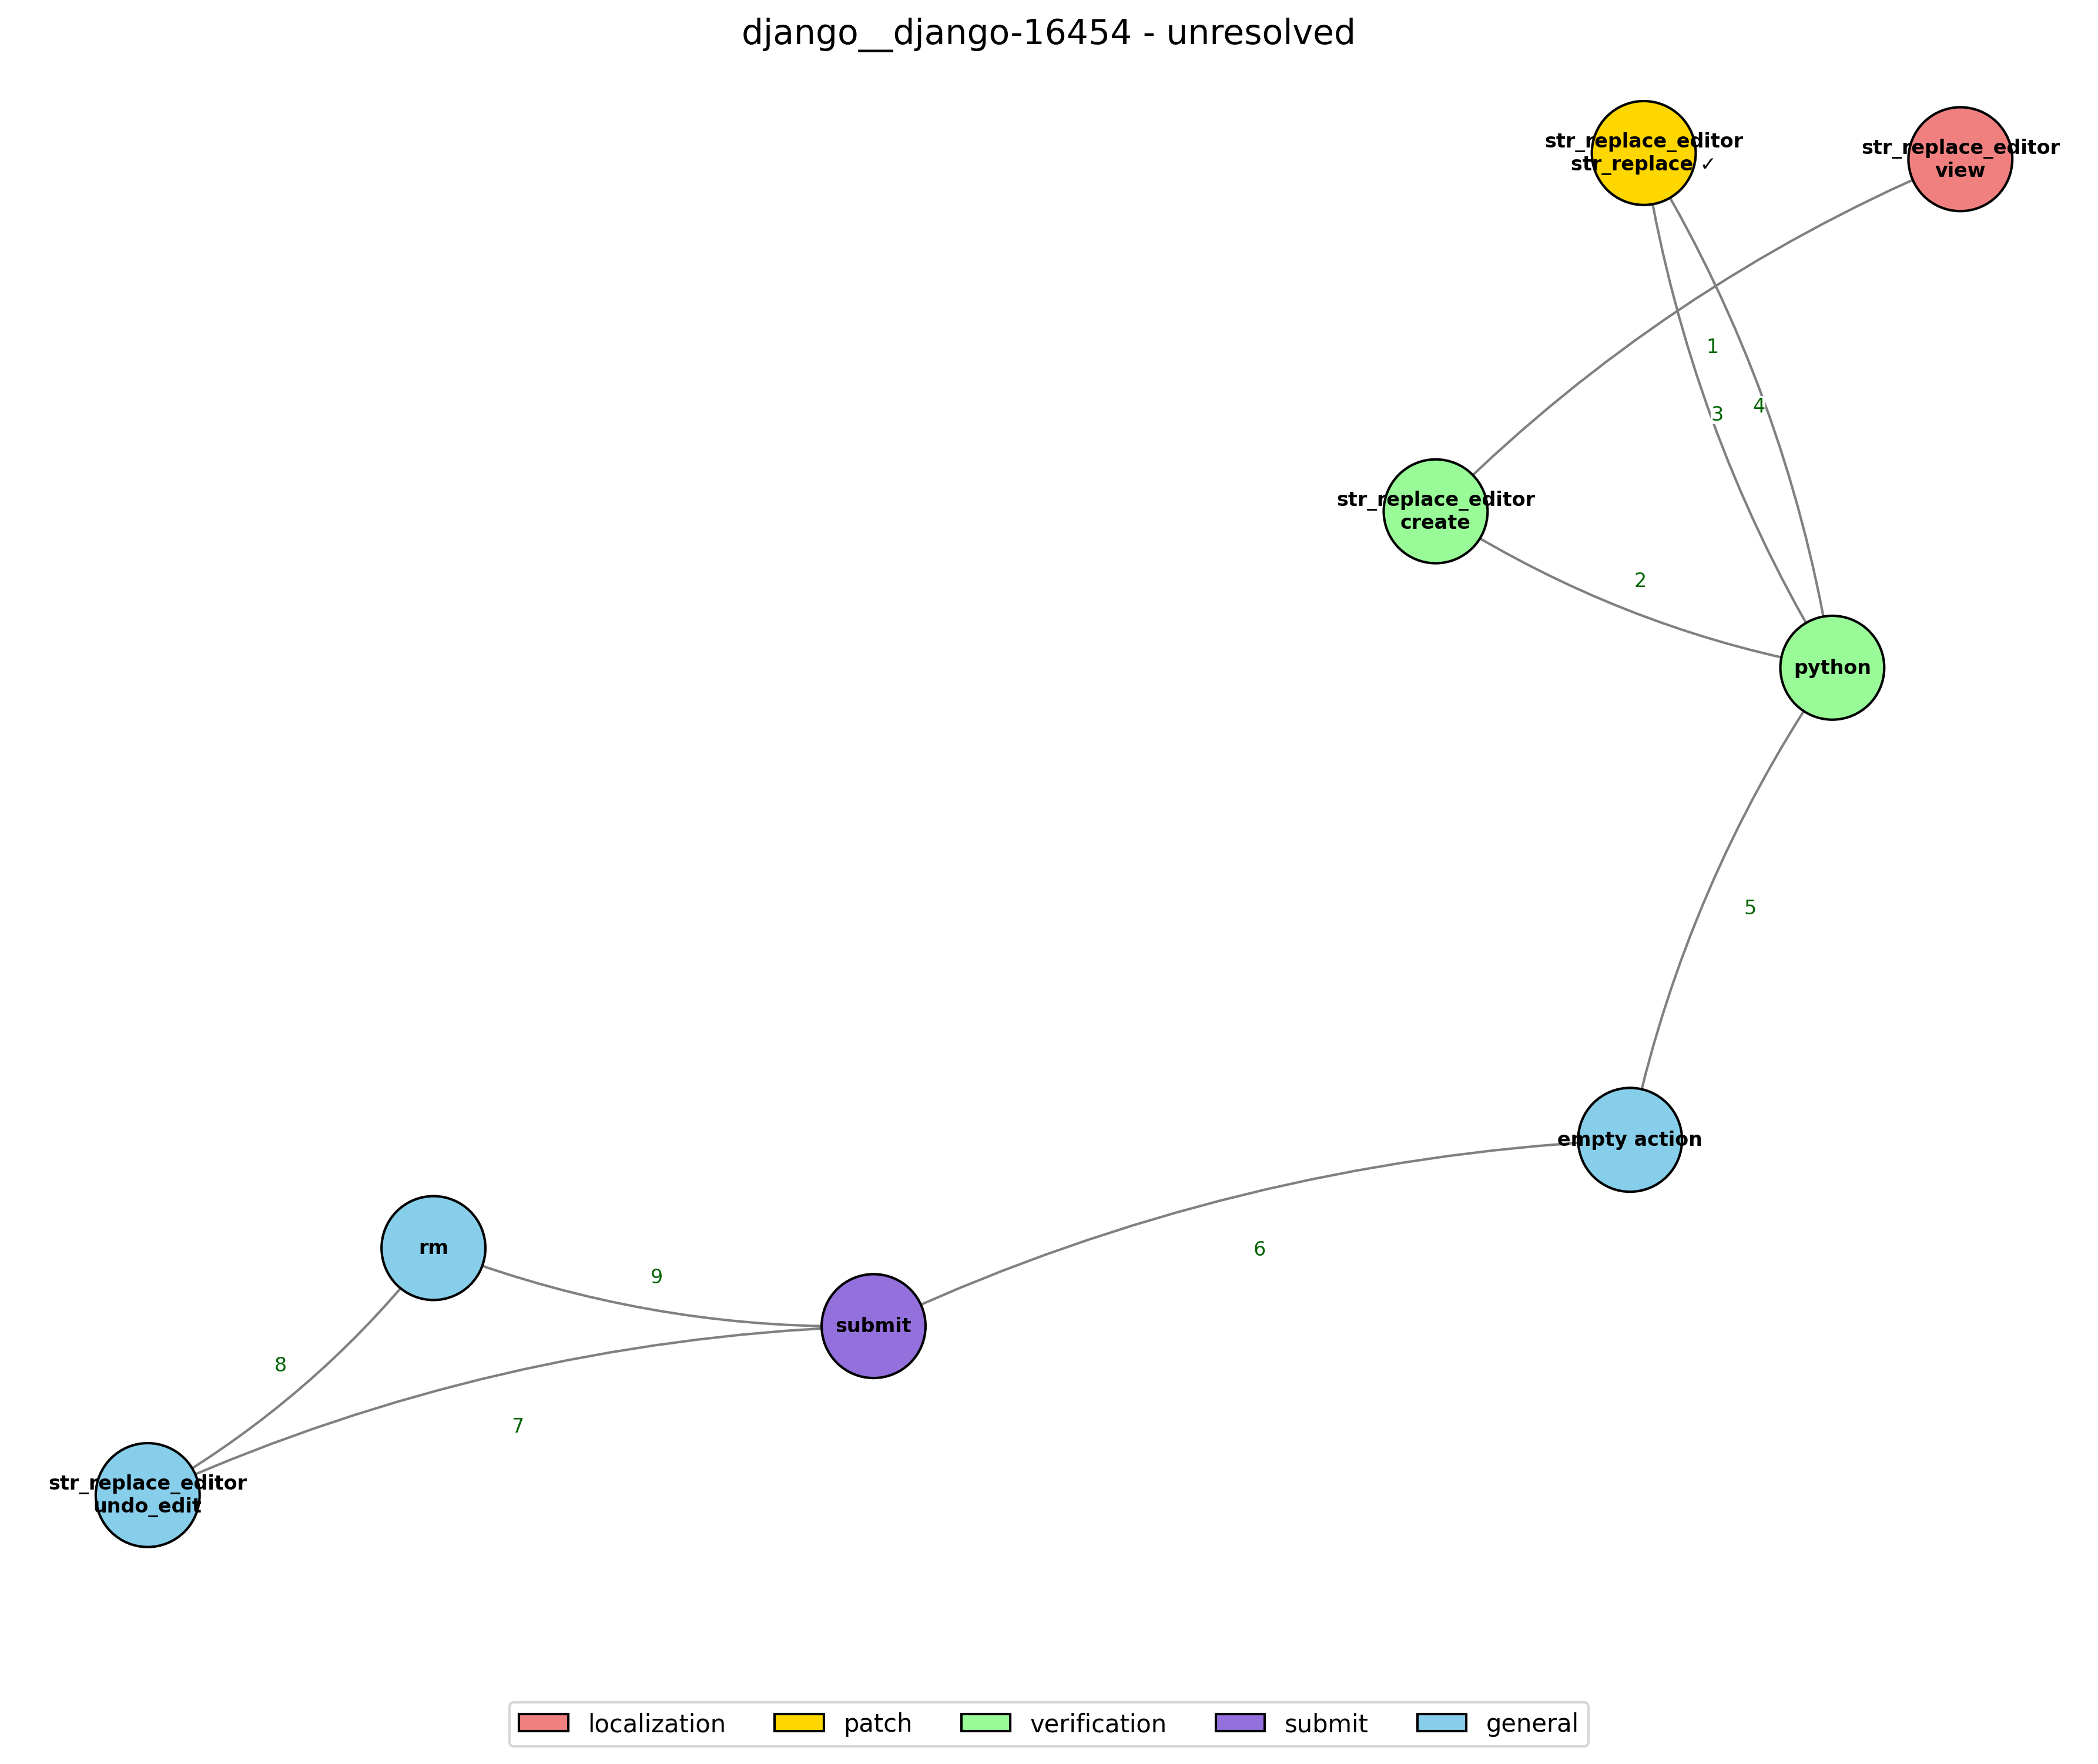 django__django-16454 - unresolved
str_replace_editor
str_replace ✓
str_replace_editor
view
1
4
3
str_replace_editor
create
2
python
5
empty action
rm
6
9
submit
8
7
str_replace_editor
undo_edit
localization
patch
verification
submit
general